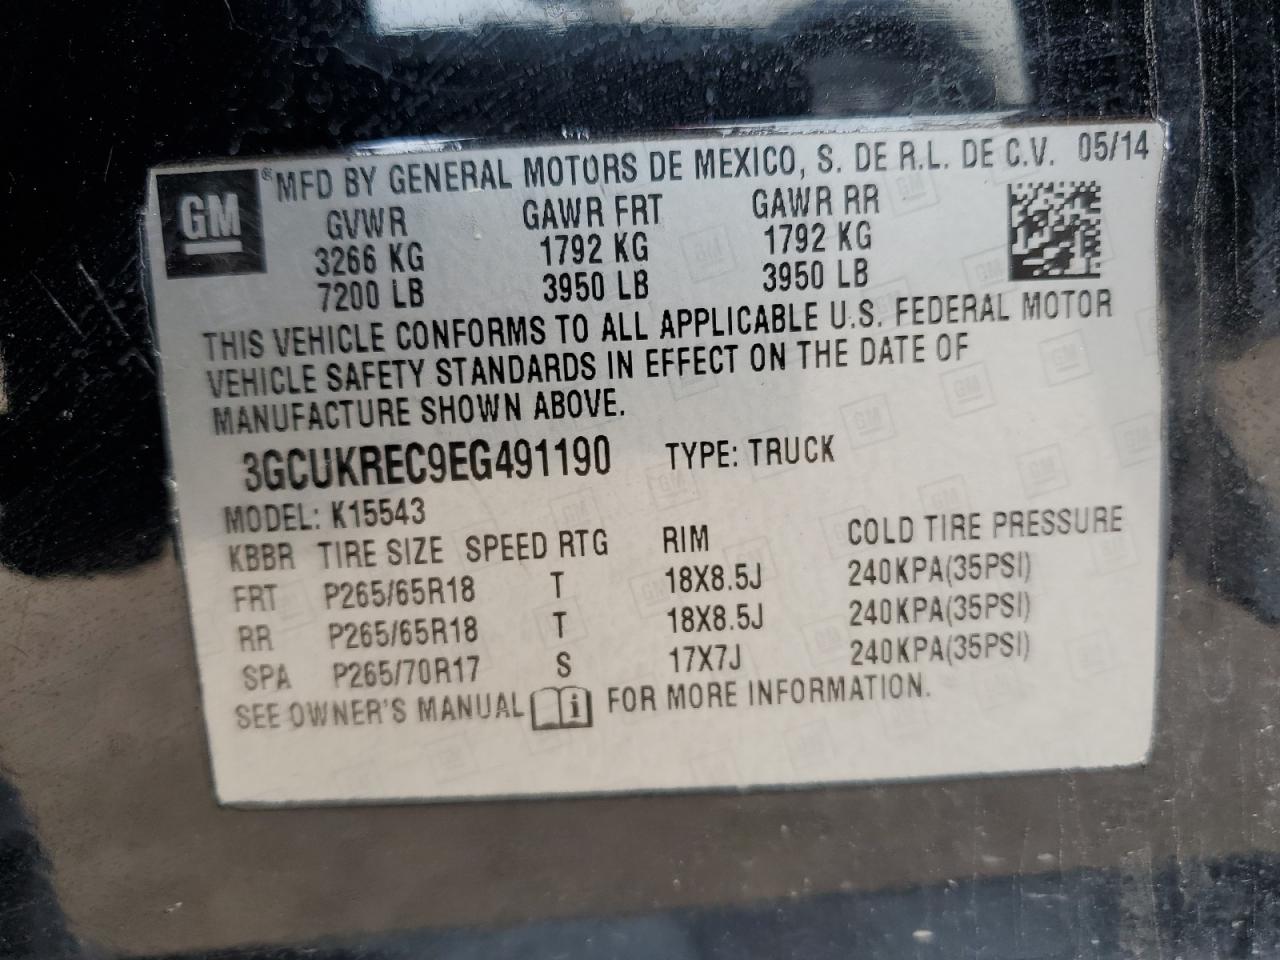 GM ® MFD BY GENERAL MOTORS DE MEXICO, S. DE R.L. DE C.V. 05/14
GVWR GAWR FRT GAWR RR
3266 KG 1792 KG 1792 KG
7200 LB 3950 LB 3950 LB
THIS VEHICLE CONFORMS TO ALL APPLICABLE U.S. FEDERAL MOTOR
VEHICLE SAFETY STANDARDS IN EFFECT ON THE DATE OF
MANUFACTURE SHOWN ABOVE.
3GCUKREC9EG491190 TYPE: TRUCK
MODEL: K15543
KBBR TIRE SIZE SPEED RTG RIM COLD TIRE PRESSURE
FRT P265/65R18 T 18X8.5J 240KPA(35PSI)
RR P265/65R18 T 18X8.5J 240KPA(35PSI)
SPA P265/70R17 S 17X7J 240KPA(35PSI)
SEE OWNER'S MANUAL i FOR MORE INFORMATION.